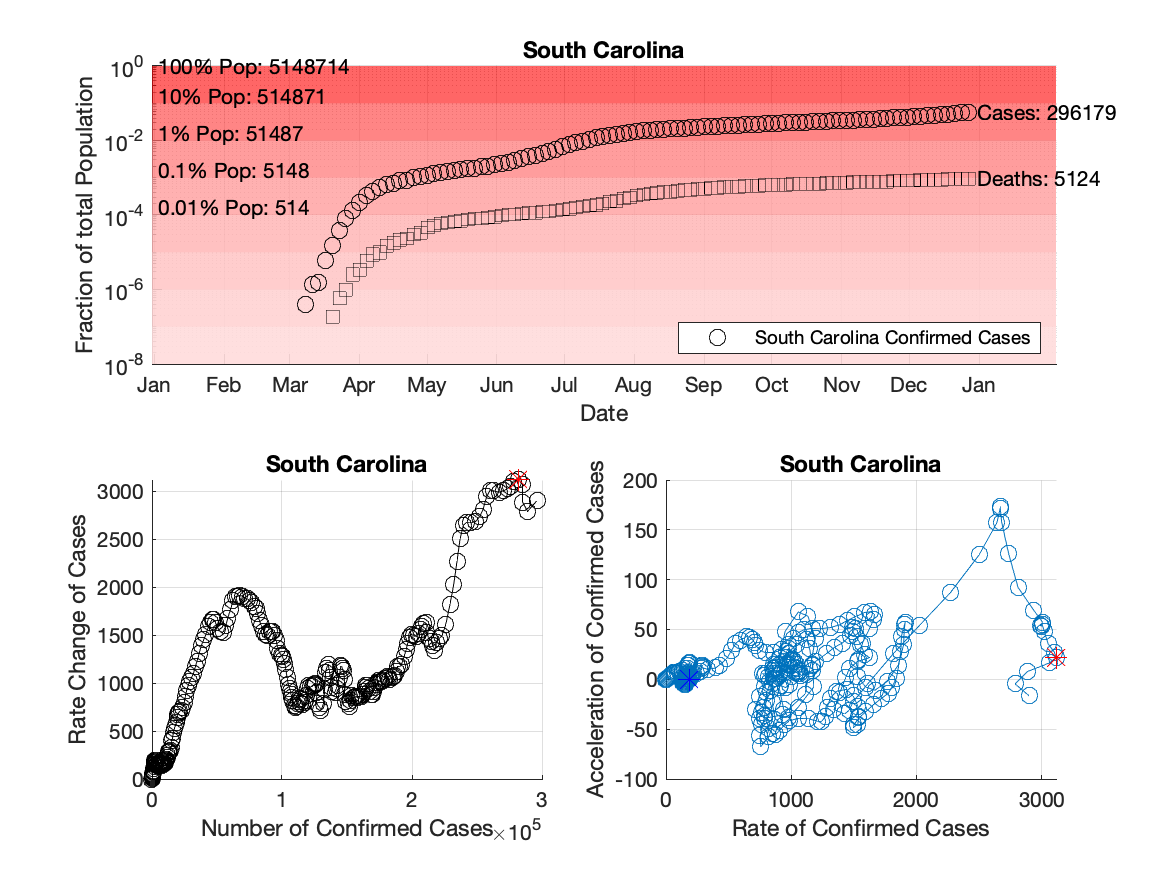 South Carolina
Fraction of total Population
10^0
10^-2
10^-4
10^-6
10^-8
100% Pop: 5148714
10% Pop: 514871
1% Pop: 51487
0.1% Pop: 5148
0.01% Pop: 514
Cases: 296179
Deaths: 5124
South Carolina Confirmed Cases
Jan Feb Mar Apr May Jun Jul Aug Sep Oct Nov Dec Jan
Date
South Carolina
Rate Change of Cases
3000
2500
2000
1500
1000
500
0
0 1 2 3
Number of Confirmed Cases ×10^5
South Carolina
Acceleration of Confirmed Cases
200
150
100
50
0
-50
-100
0 1000 2000 3000
Rate of Confirmed Cases